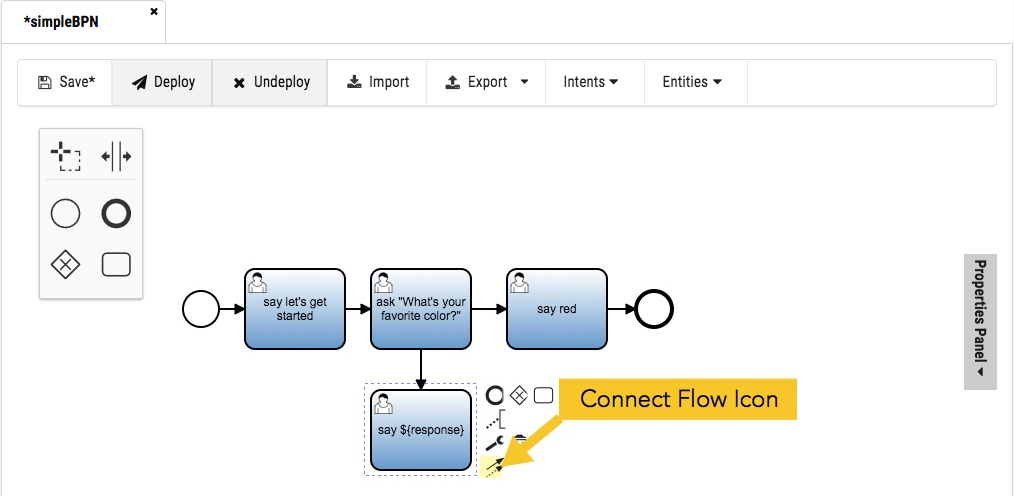 *simpleBPN
Save*
Deploy
Undeploy
Import
Export
Intents
Entities
say let's get
started
ask "What's your
favorite color?"
say red
Properties Panel
Connect Flow Icon
say ${response}